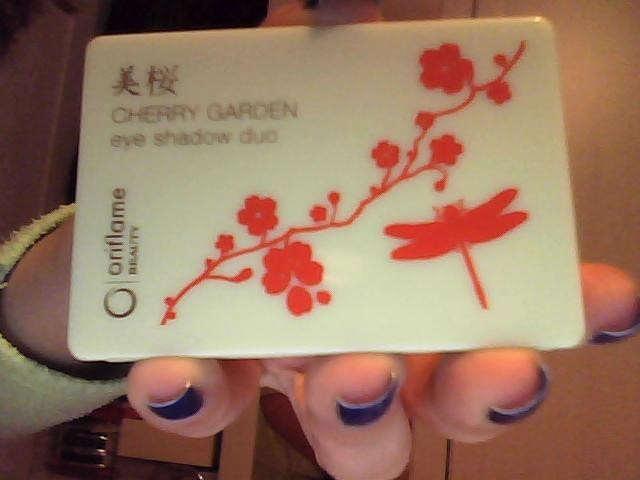 美桜
CHERRY GARDEN
eye shadow duo
oriflame
BEAUTY